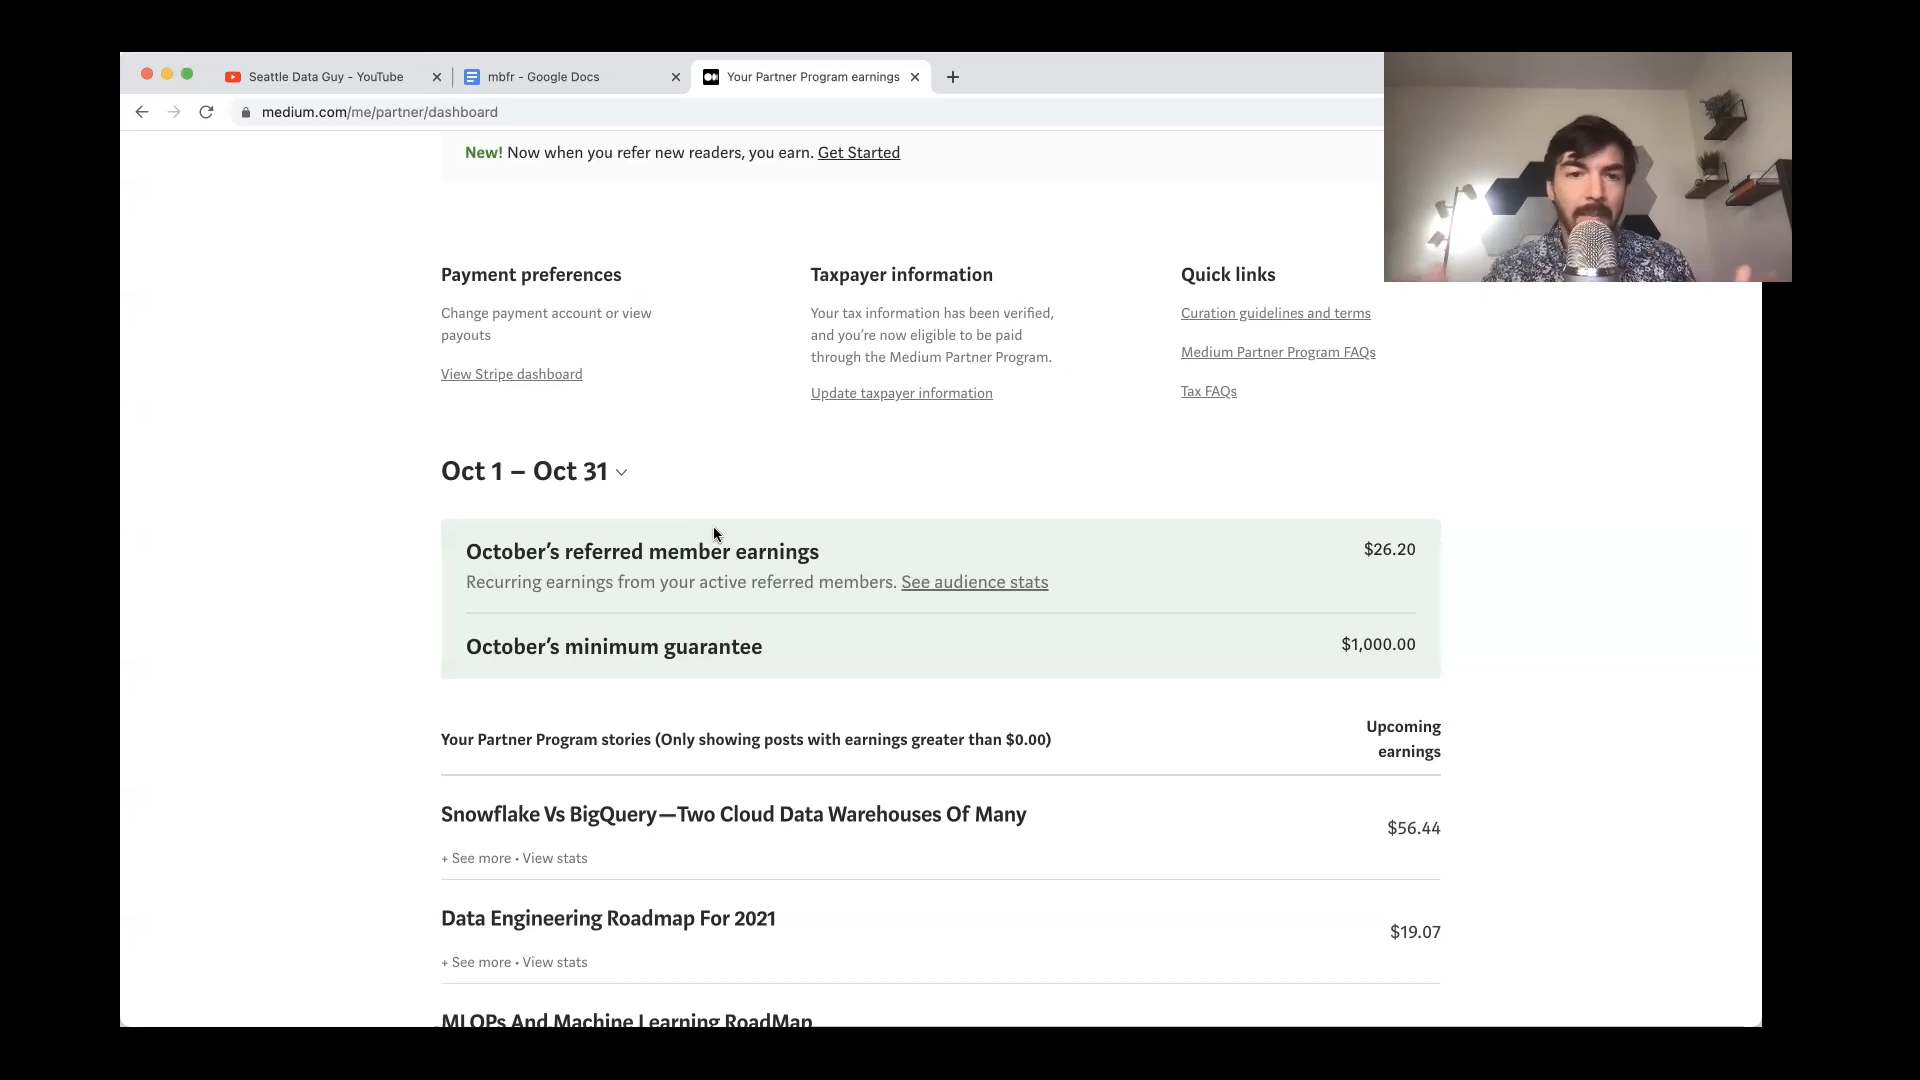 Seattle Data Guy - YouTube
mbfr - Google Docs
Your Partner Program earnings
medium.com/me/partner/dashboard
New! Now when you refer new readers, you earn. Get Started
Payment preferences
Change payment account or view
payouts
View Stripe dashboard
Taxpayer information
Your tax information has been verified,
and you’re now eligible to be paid
through the Medium Partner Program.
Update taxpayer information
Quick links
Curation guidelines and terms
Medium Partner Program FAQs
Tax FAQs
Oct 1 – Oct 31
October’s referred member earnings $26.20
Recurring earnings from your active referred members. See audience stats
October’s minimum guarantee $1,000.00
Your Partner Program stories (Only showing posts with earnings greater than $0.00)
Upcoming
earnings
Snowflake Vs BigQuery—Two Cloud Data Warehouses Of Many
$56.44
+ See more • View stats
Data Engineering Roadmap For 2021
$19.07
+ See more • View stats
MLOPs And Machine Learning RoadMap